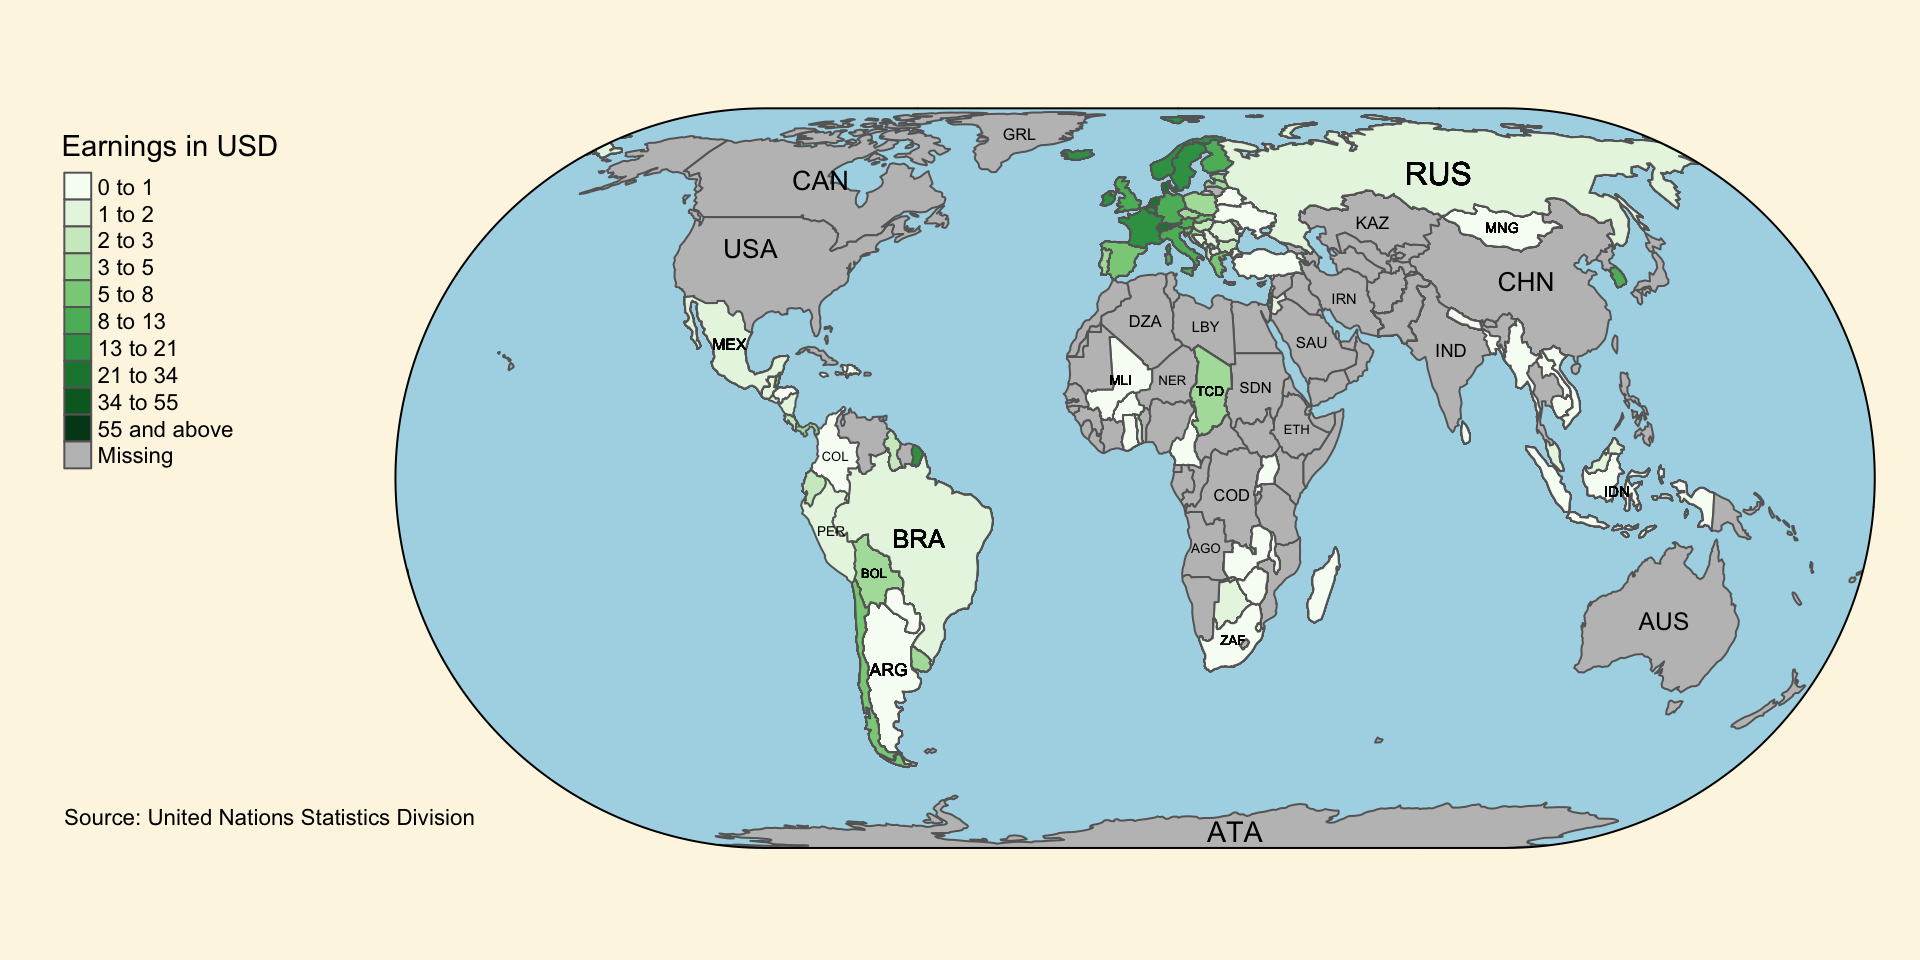 Earnings in USD
0 to 1
1 to 2
2 to 3
3 to 5
5 to 8
8 to 13
13 to 21
21 to 34
34 to 55
55 and above
Missing
GRL
CAN
RUS
USA
KAZ
MNG
CHN
IRN
DZA
LBY
SAU
IND
MEX
MLI
NER
TCD
SDN
ETH
COL
COD
IDN
PER
BRA
AGO
BOL
AUS
ZAF
ARG
Source: United Nations Statistics Division
ATA